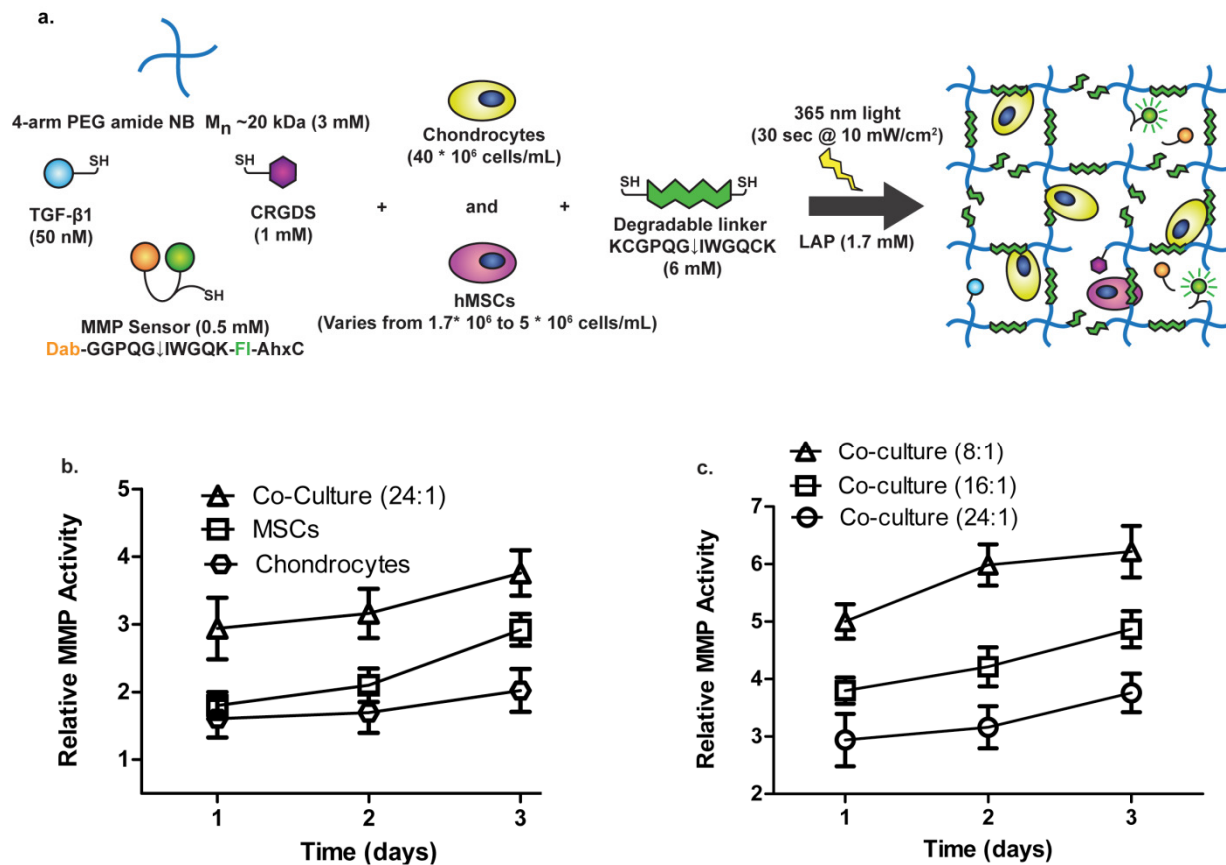 a.
4-arm PEG amide NB Mn ~20 kDa (3 mM)
SH
SH
TGF-β1
(50 nM)
CRGDS
(1 mM)
SH
MMP Sensor (0.5 mM)
Dab-GGPQG↓IWGQK-Fl-AhxC
+
Chondrocytes
(40 * 10⁶ cells/mL)
and
hMSCs
(Varies from 1.7* 10⁶ to 5 * 10⁶ cells/mL)
+
SH
SH
Degradable linker
KCGPQG↓IWGQCK
(6 mM)
365 nm light
(30 sec @ 10 mW/cm²)
LAP (1.7 mM)
b.
Co-Culture (24:1)
MSCs
Chondrocytes
Relative MMP Activity
5
4
3
2
1
1 2 3
Time (days)
c.
Co-culture (8:1)
Co-culture (16:1)
Co-culture (24:1)
Relative MMP Activity
7
6
5
4
3
2
1 2 3
Time (days)